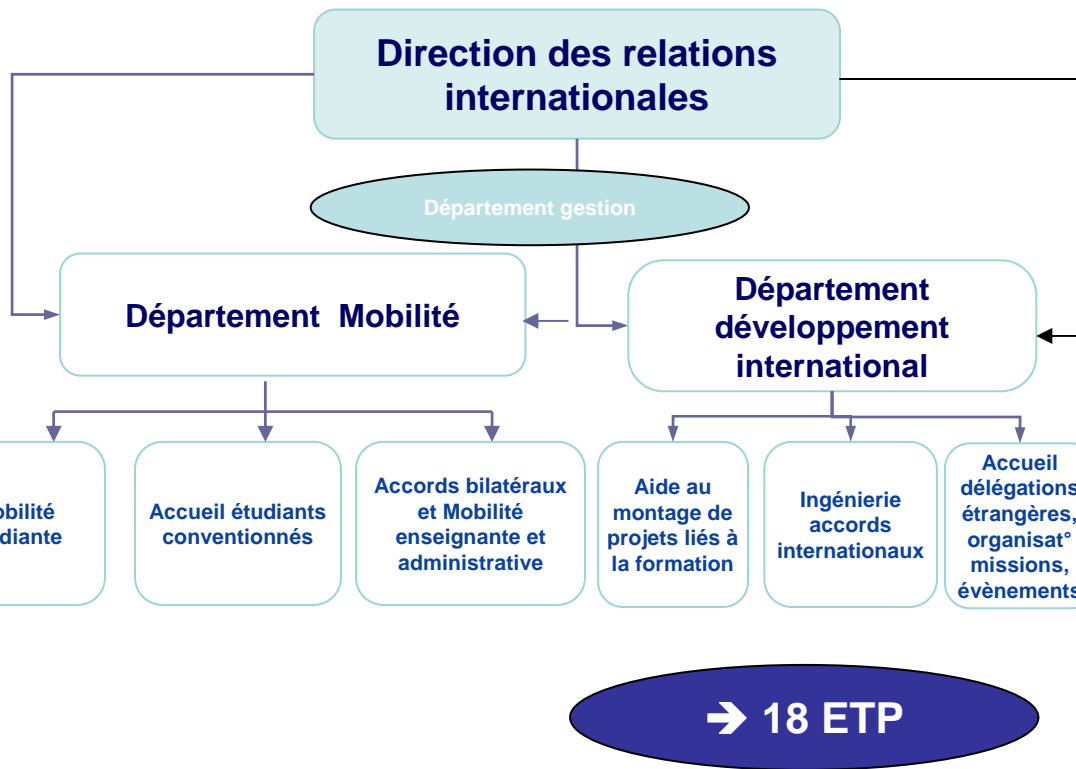 Direction des relations
internationales
Département gestion
Département Mobilité
Département
développement
international
obilité
diante
Accueil étudiants
conventionnés
Accords bilatéraux
et Mobilité
enseignante et
administrative
Aide au
montage de
projets liés à
la formation
Ingénierie
accords
internationaux
Accueil
délégations
étrangères,
organisat°
missions,
évènements
➔ 18 ETP